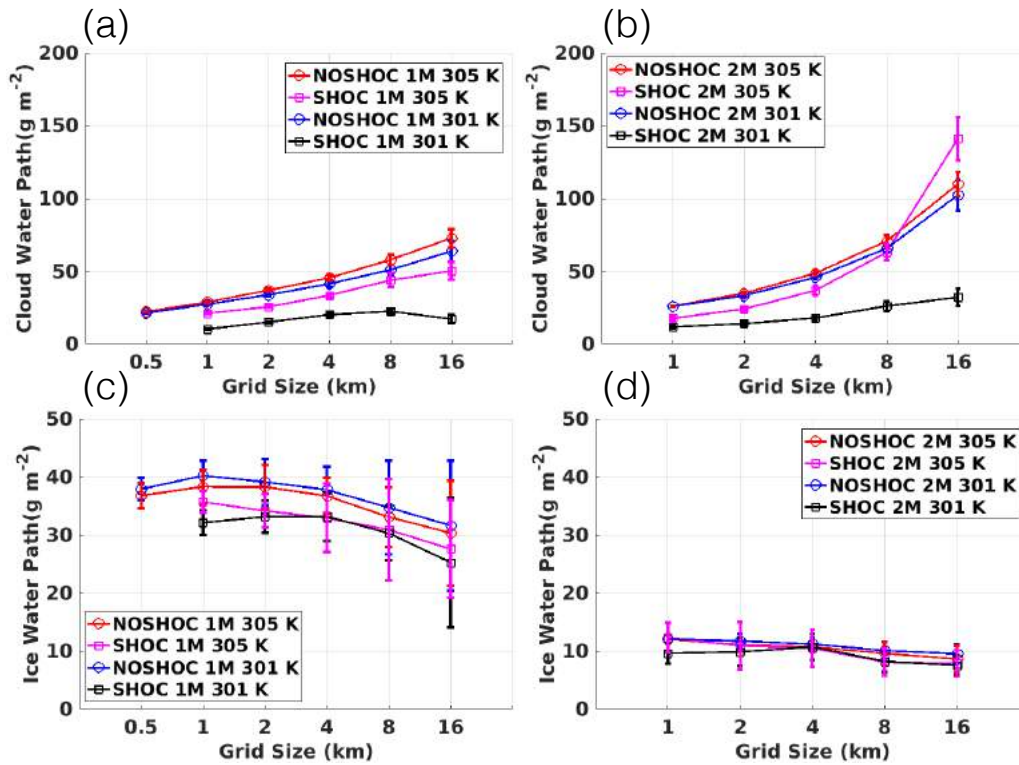 (a)
(b)
200
150
100
50
0
Cloud Water Path(g m-2)
NOSHOC 1M 305 K
SHOC 1M 305 K
NOSHOC 1M 301 K
SHOC 1M 301 K
0.5 1 2 4 8 16
Grid Size (km)
200
150
100
50
0
Cloud Water Path(g m-2)
NOSHOC 2M 305 K
SHOC 2M 305 K
NOSHOC 2M 301 K
SHOC 2M 301 K
1 2 4 8 16
Grid Size (km)
(c)
(d)
50
40
30
20
10
0
Ice Water Path(g m-2)
NOSHOC 1M 305 K
SHOC 1M 305 K
NOSHOC 1M 301 K
SHOC 1M 301 K
0.5 1 2 4 8 16
Grid Size (km)
50
40
30
20
10
0
Ice Water Path(g m-2)
NOSHOC 2M 305 K
SHOC 2M 305 K
NOSHOC 2M 301 K
SHOC 2M 301 K
1 2 4 8 16
Grid Size (km)